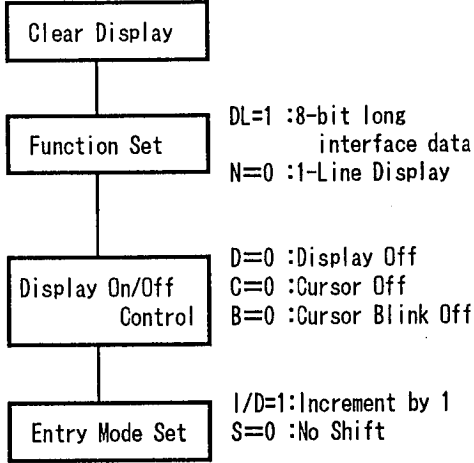 Clear Display
Function Set
DL=1 :8-bit long
interface data
N=0 :1-Line Display
Display On/Off
Control
D=0 :Display Off
C=0 :Cursor Off
B=0 :Cursor Blink Off
Entry Mode Set
I/D=1:Increment by 1
S=0 :No Shift